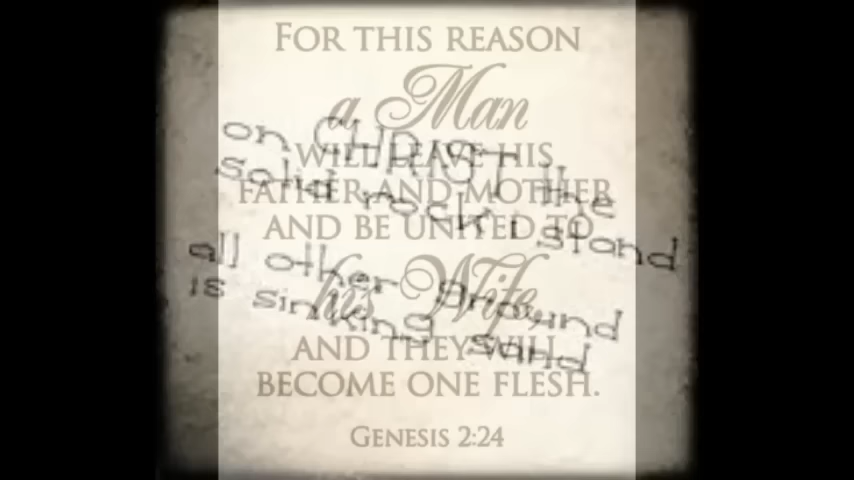 FOR THIS REASON
a Man
WILL LEAVE HIS
FATHER AND MOTHER
AND BE UNITED TO
his Wife,
AND THEY WILL
BECOME ONE FLESH.
GENESIS 2:24
on CHRIST the
solid rock i stand
all other ground
is sinking sand